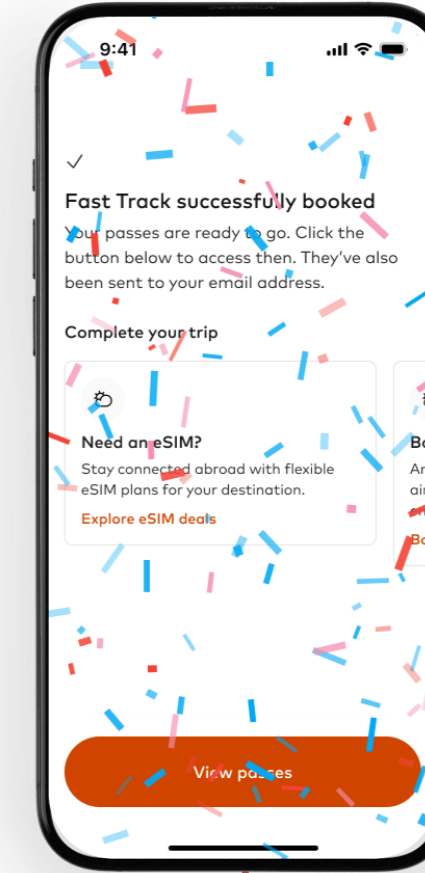 9:41
Fast Track successfully booked
Your passes are ready to go. Click the
button below to access then. They've also
been sent to your email address.
Complete your trip
Need an eSIM?
Stay connected abroad with flexible
eSIM plans for your destination.
Explore eSIM deals
View passes